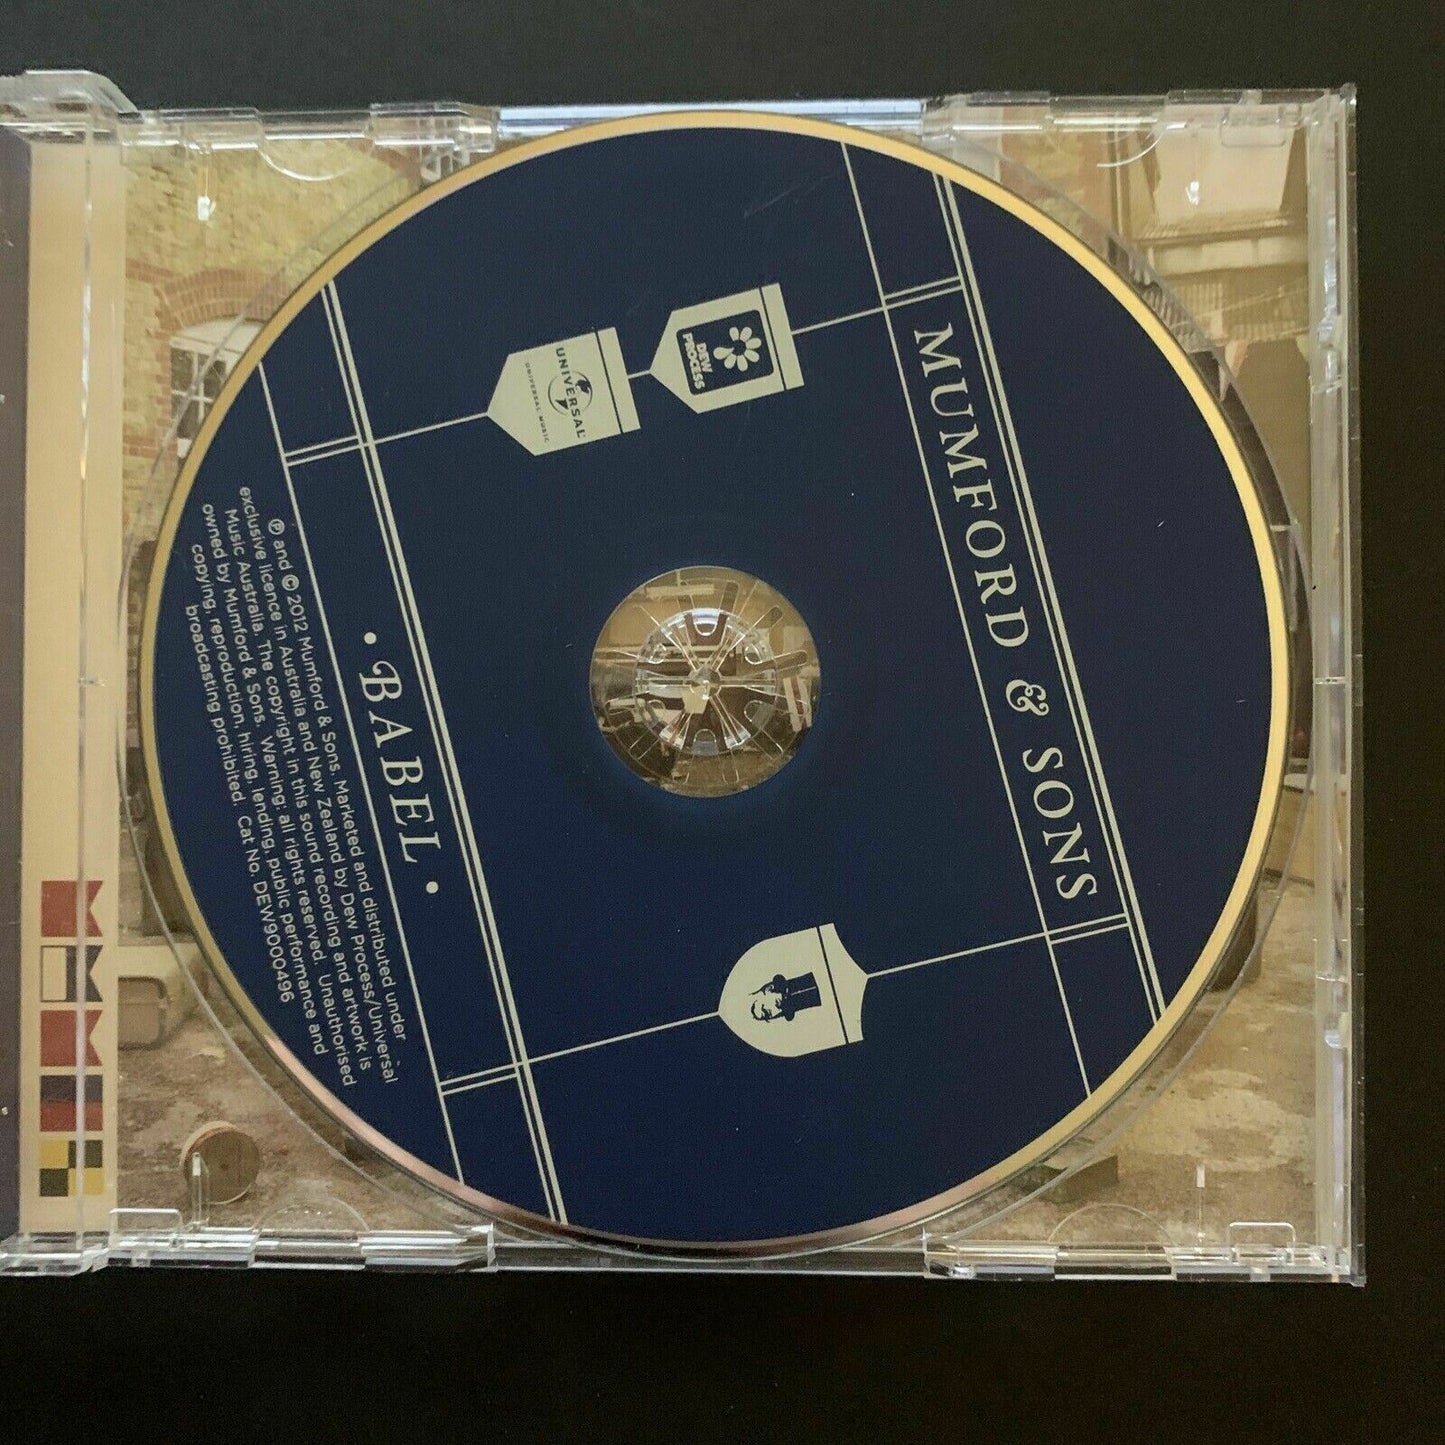 MUMFORD & SONS
DEW
PROCESS
UNIVERSAL
UNIVERSAL MUSIC
• BABEL •
℗ and © 2012 Mumford & Sons. Marketed and distributed under
exclusive licence in Australia and New Zealand by Dew Process/Universal
Music Australia. The copyright in this sound recording and artwork is
owned by Mumford & Sons. Warning: all rights reserved. Unauthorised
copying, reproduction, hiring, lending, public performance and
broadcasting prohibited. Cat No. DEW9000496